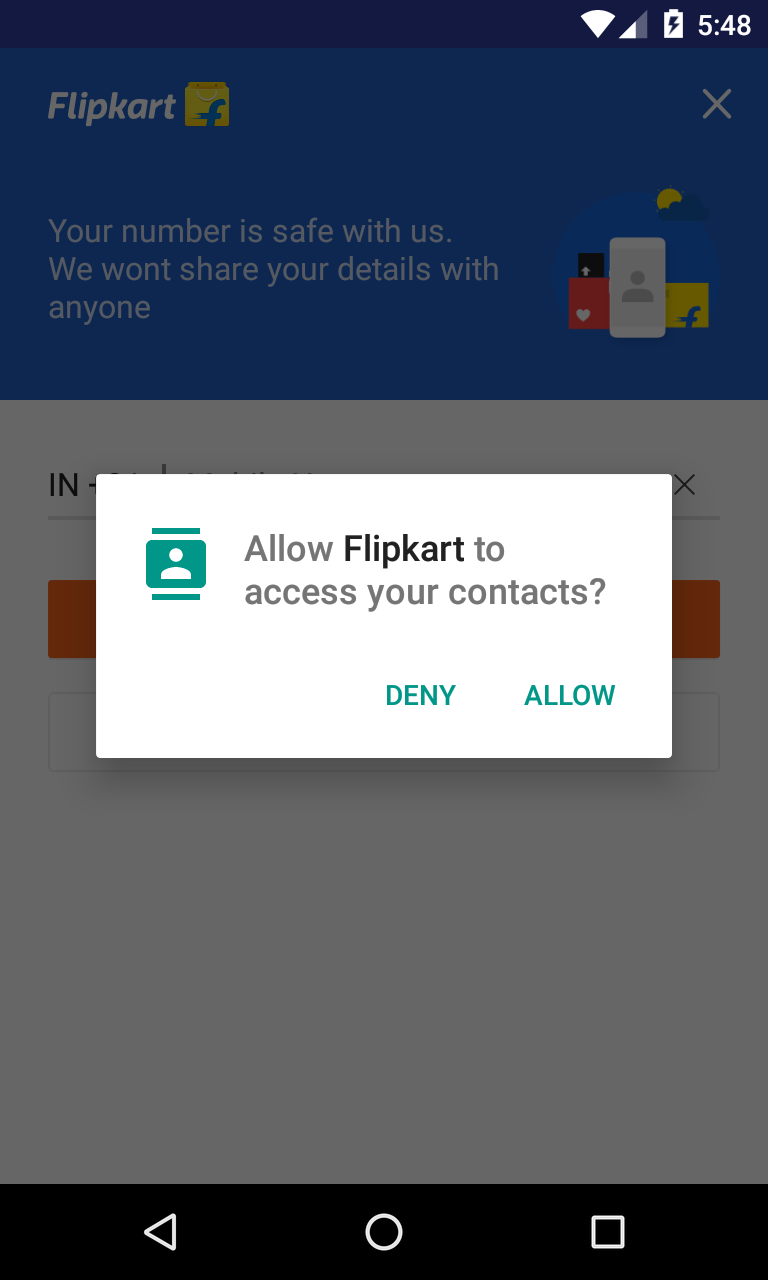 5:48
Flipkart
Your number is safe with us.
We wont share your details with
anyone
IN
Allow Flipkart to
access your contacts?
DENY ALLOW